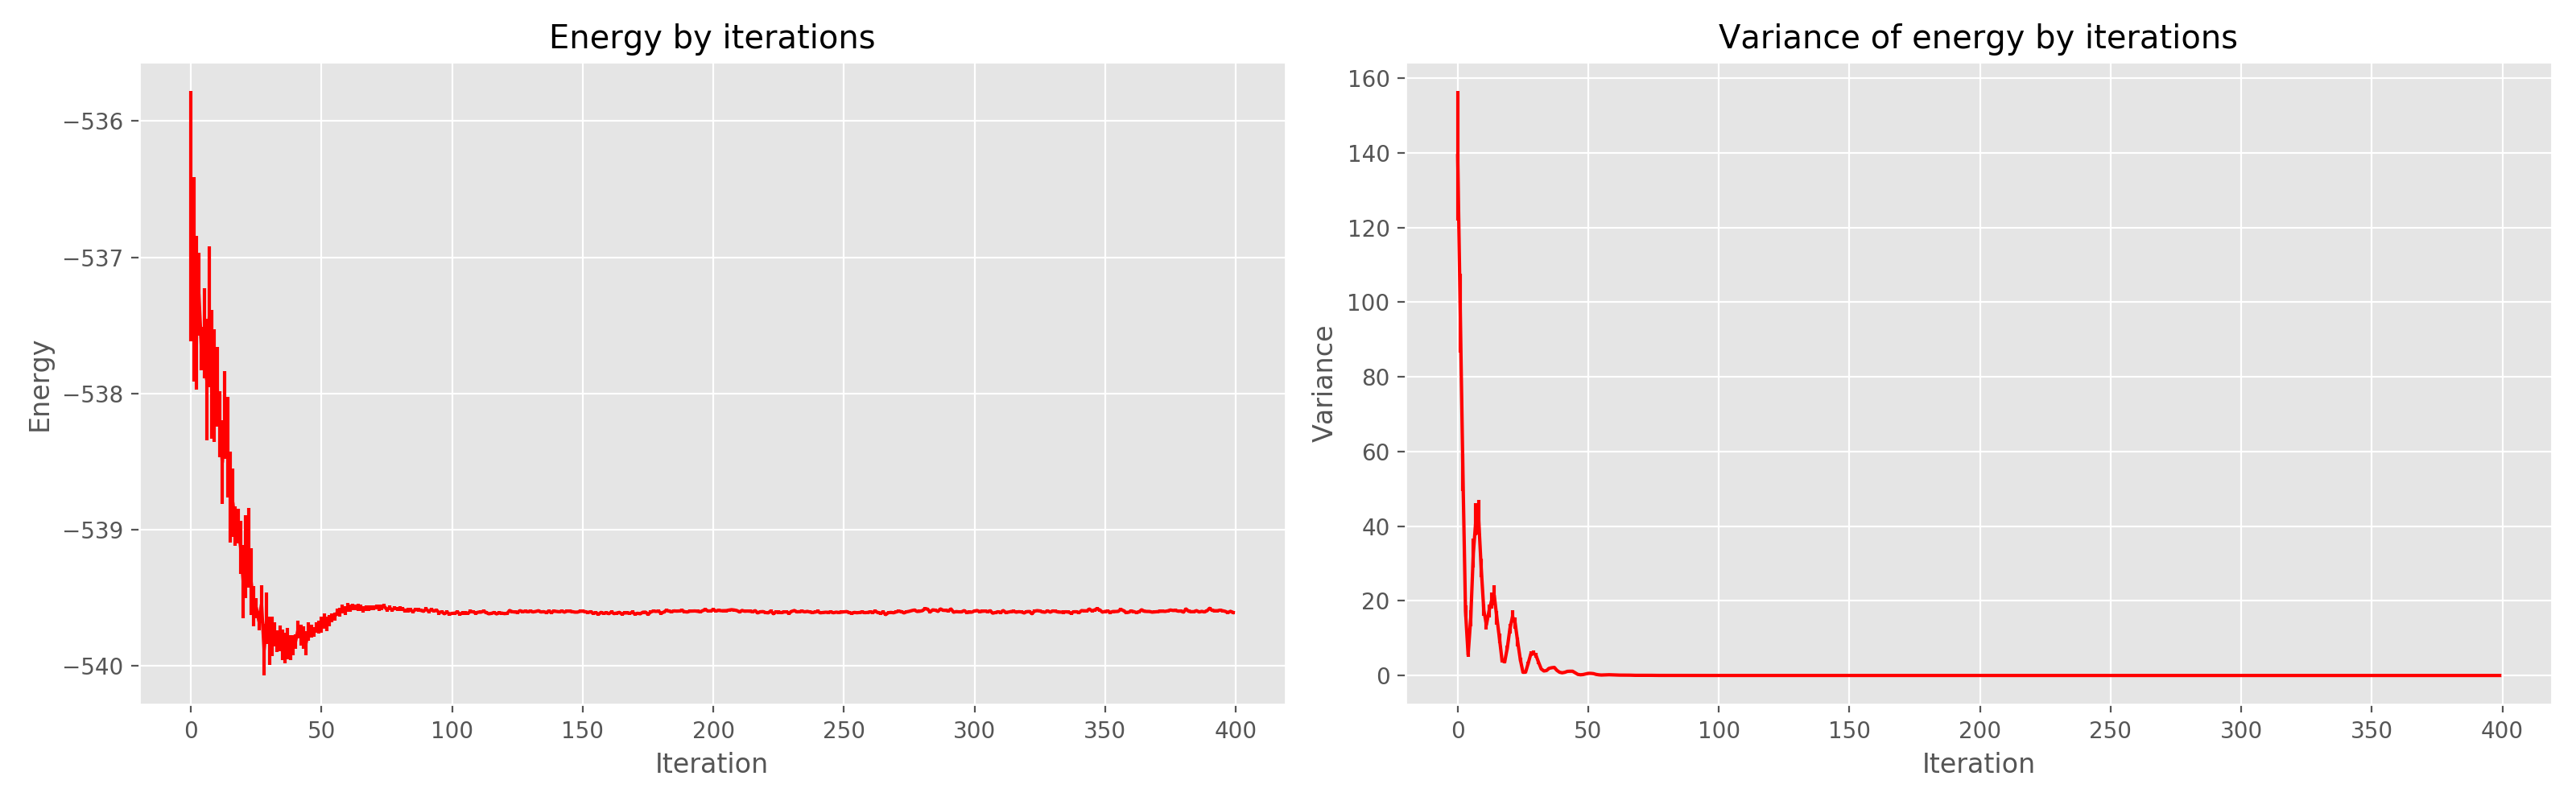 Energy by iterations
−536
−537
−538
−539
−540
Energy
0 50 100 150 200 250 300 350 400
Iteration
Variance of energy by iterations
160
140
120
100
80
60
40
20
0
Variance
0 50 100 150 200 250 300 350 400
Iteration